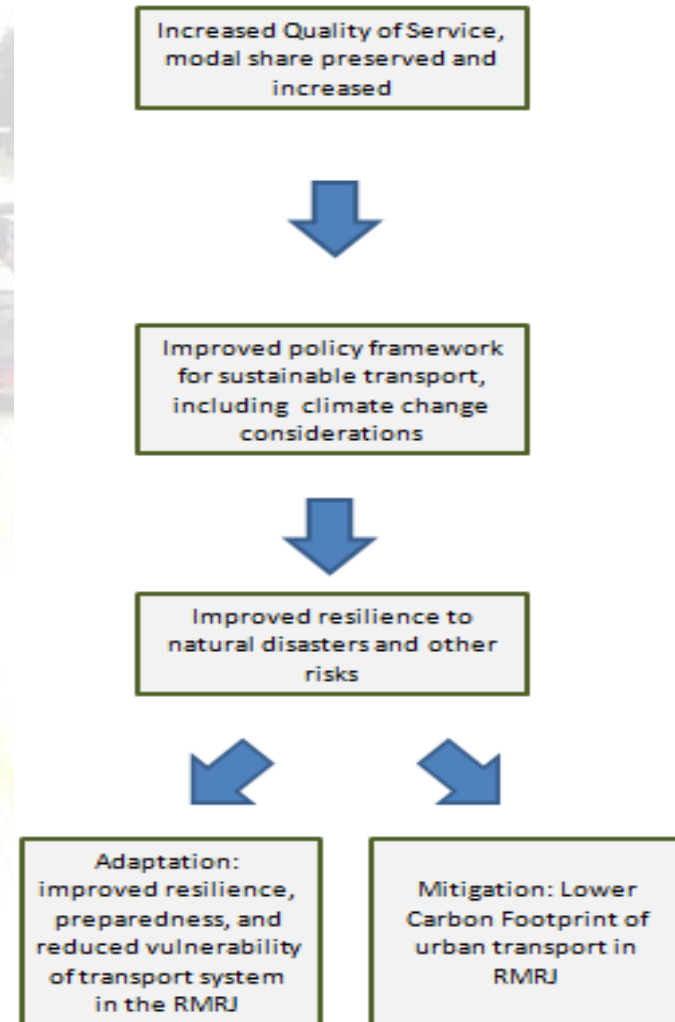 Increased Quality of Service,
modal share preserved and
increased
Improved policy framework
for sustainable transport,
including climate change
considerations
Improved resilience to
natural disasters and other
risks
Adaptation:
improved resilience,
preparedness, and
reduced vulnerability
of transport system
in the RMRJ
Mitigation: Lower
Carbon Footprint of
urban transport in
RMRJ